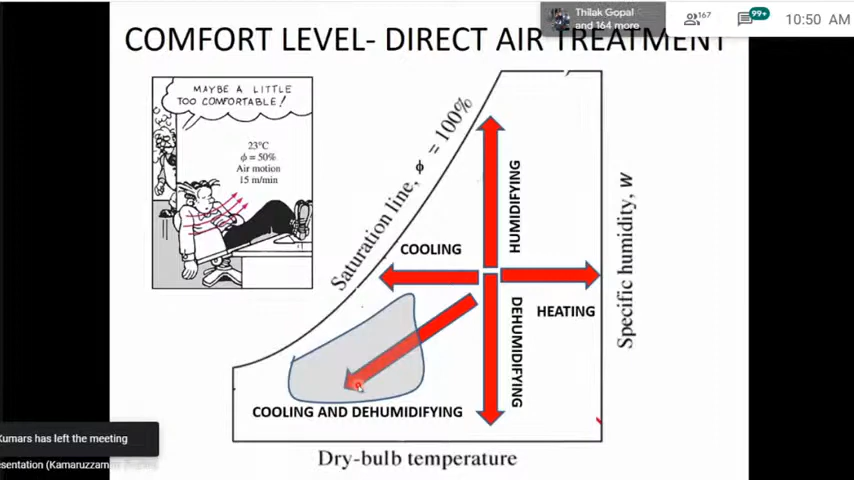 Thilak Gopal
and 164 more
167
99+
10:50 AM
COMFORT LEVEL- DIRECT AIR TREATMENT
MAYBE A LITTLE
TOO COMFORTABLE!
23°C
ϕ = 50%
Air motion
15 m/min
Saturation line, ϕ = 100%
HUMIDIFYING
COOLING
Specific humidity, w
HEATING
DEHUMIDIFYING
COOLING AND DEHUMIDIFYING
Dry-bulb temperature
Kumars has left the meeting